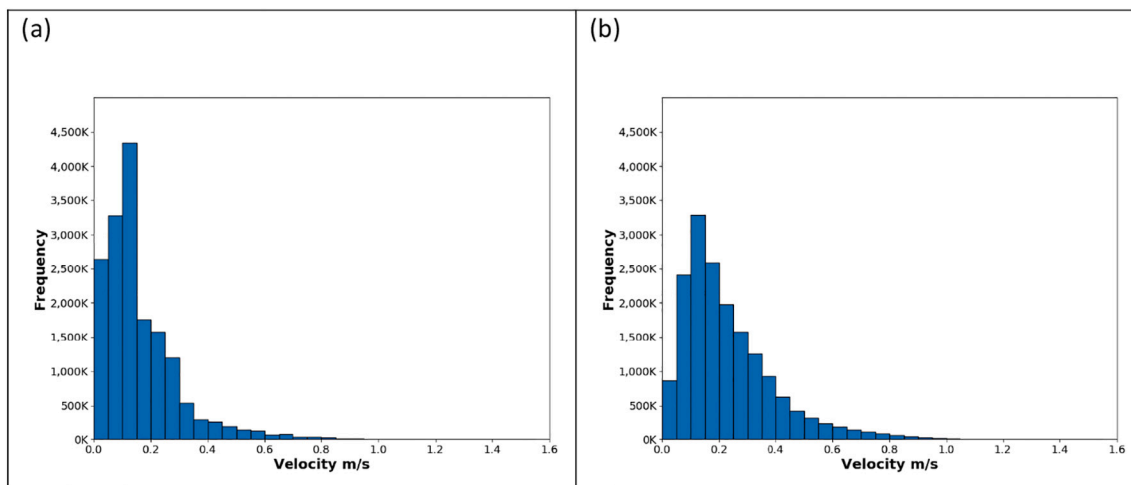 (a)
4,500K
4,000K
3,500K
3,000K
2,500K
2,000K
1,500K
1,000K
500K
0K
Frequency
0.0 0.2 0.4 0.6 0.8 1.0 1.2 1.4 1.6
Velocity m/s
(b)
4,500K
4,000K
3,500K
3,000K
2,500K
2,000K
1,500K
1,000K
500K
0K
Frequency
0.0 0.2 0.4 0.6 0.8 1.0 1.2 1.4 1.6
Velocity m/s